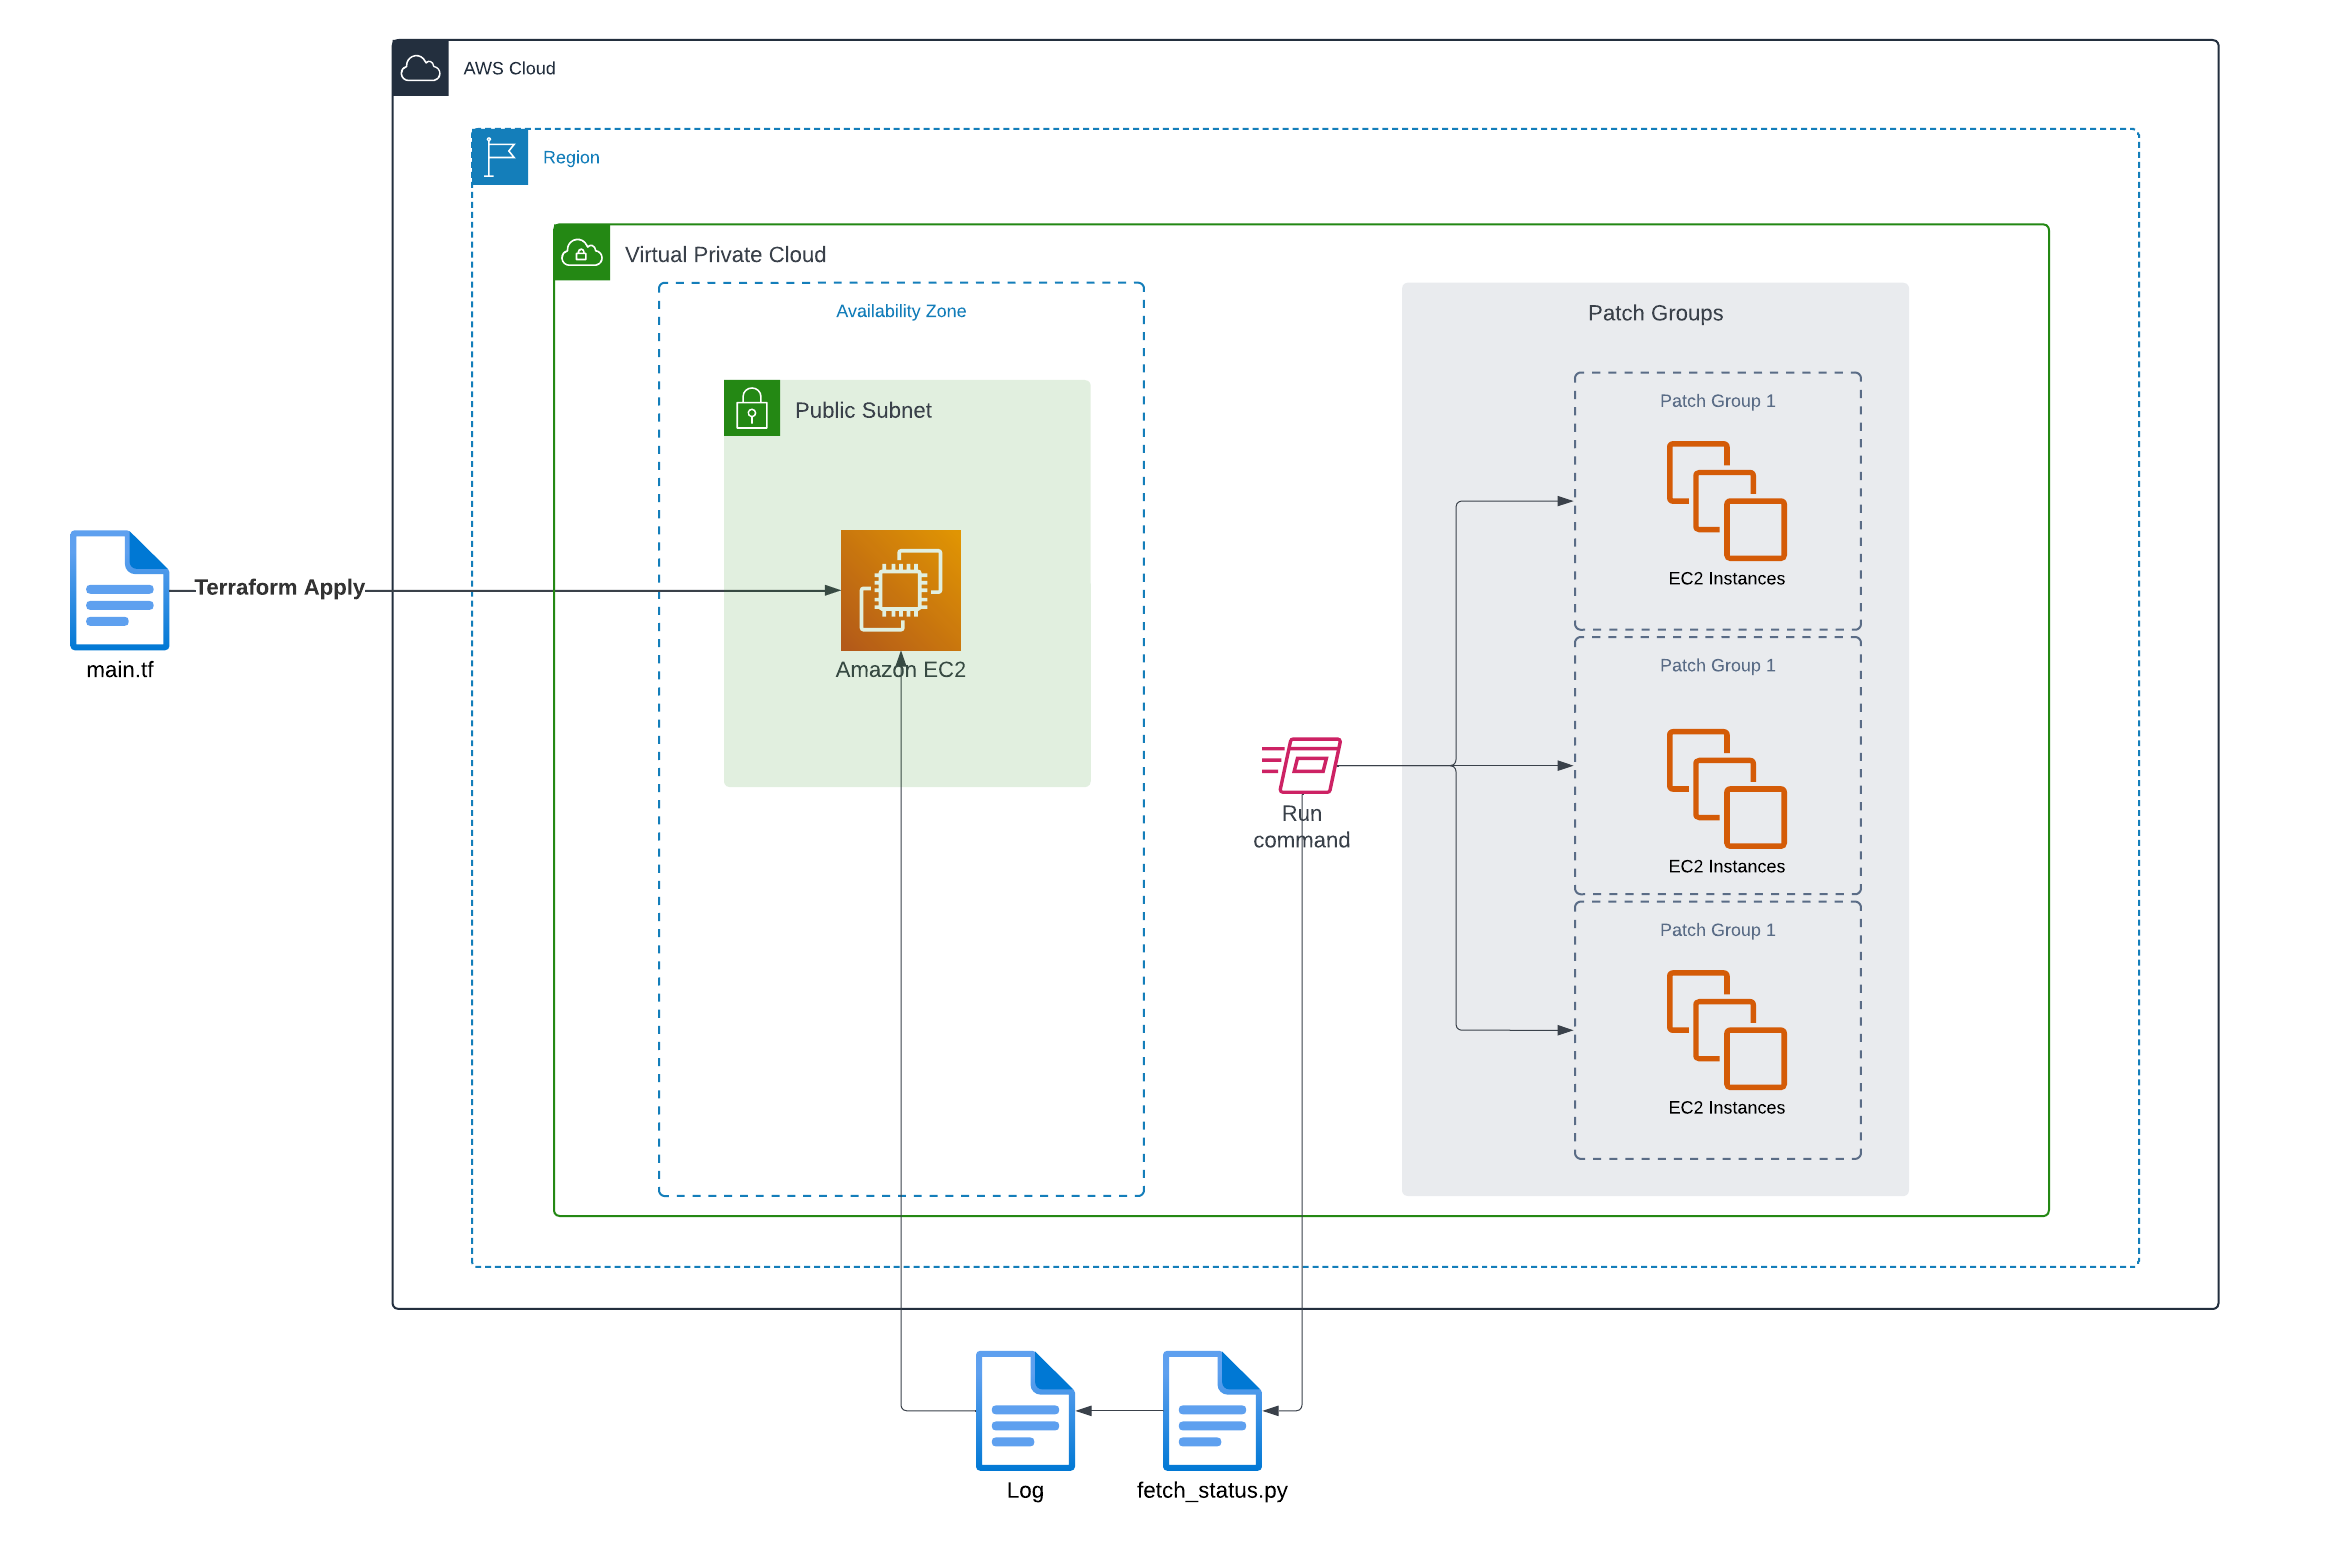 AWS Cloud
Region
Virtual Private Cloud
Availability Zone
Patch Groups
Public Subnet
Patch Group 1
EC2 Instances
Terraform Apply
main.tf
Amazon EC2
Patch Group 1
Run
command
EC2 Instances
Patch Group 1
EC2 Instances
Log
fetch_status.py